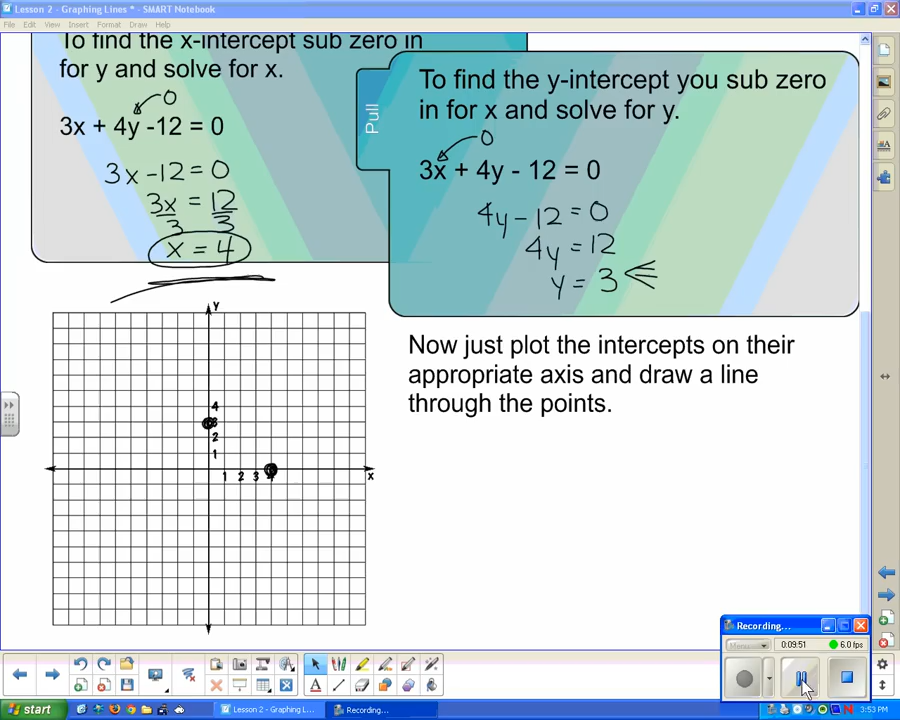 Lesson 2 - Graphing Lines * - SMART Notebook
File Edit View Insert Format Draw Help
To find the x-intercept sub zero in
for y and solve for x.
0
3x + 4y -12 = 0
3x -12 = 0
3x = 12
3 3
x = 4
Pull
To find the y-intercept you sub zero
in for x and solve for y.
0
3x + 4y - 12 = 0
4y - 12 = 0
4y = 12
y = 3
Now just plot the intercepts on their
appropriate axis and draw a line
through the points.
Y
4
3
2
1
1 2 3 4
X
Recording...
Menu
0:09:51
6.0 fps
start
Lesson 2 - Graphing L...
Recording...
3:53 PM